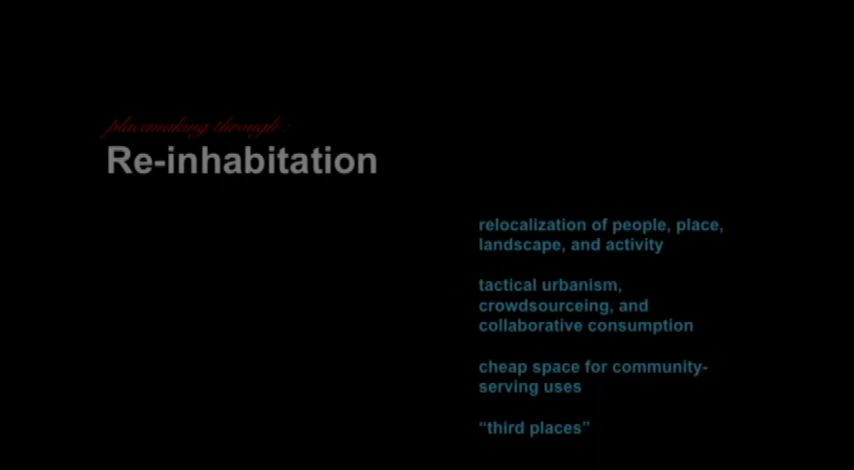 placemaking through:
Re-inhabitation
relocalization of people, place,
landscape, and activity
tactical urbanism,
crowdsourceing, and
collaborative consumption
cheap space for community-
serving uses
“third places”